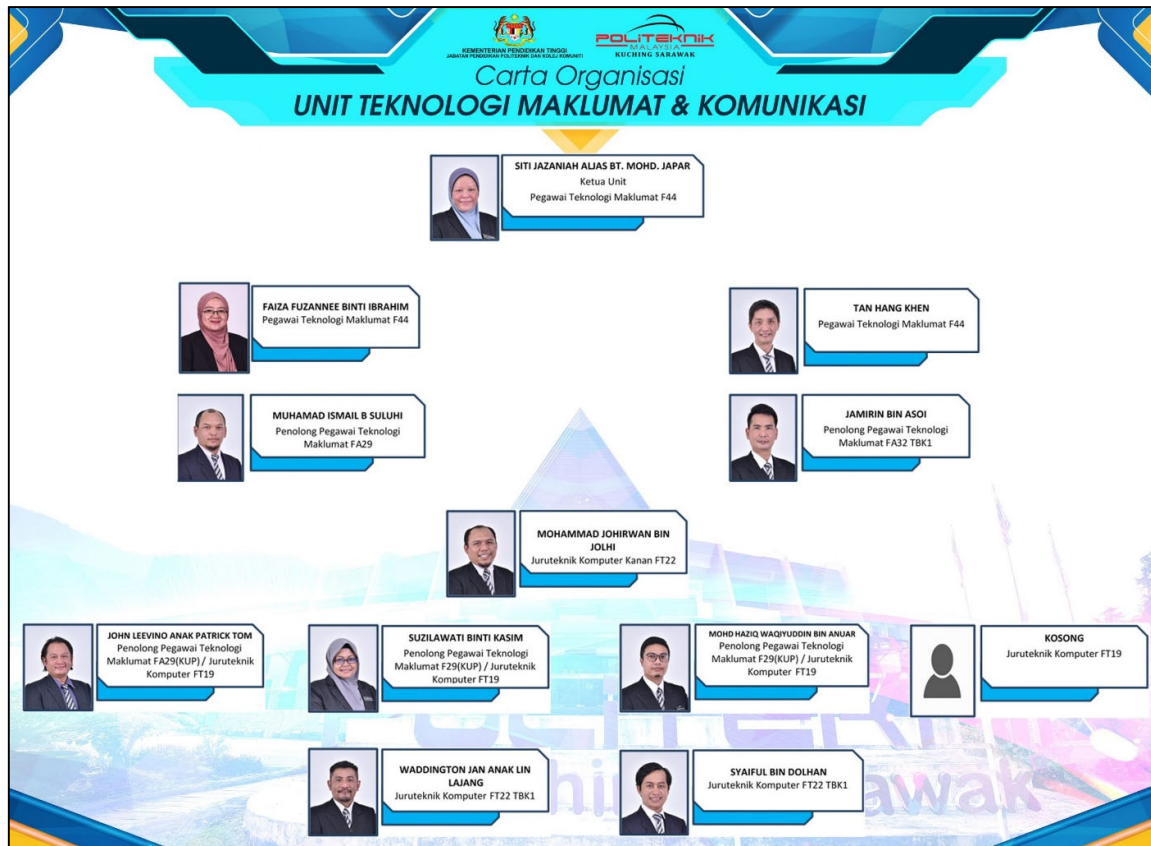 KEMENTERIAN PENDIDIKAN TINGGI
JABATAN PENDIDIKAN POLITEKNIK DAN KOLEJ KOMUNITI
POLITEKNIK
MALAYSIA
KUCHING SARAWAK
Carta Organisasi
UNIT TEKNOLOGI MAKLUMAT & KOMUNIKASI
SITI JAZANIAH ALJAS BT. MOHD. JAPAR
Ketua Unit
Pegawai Teknologi Maklumat F44
FAIZA FUZANNEE BINTI IBRAHIM
Pegawai Teknologi Maklumat F44
TAN HANG KHEN
Pegawai Teknologi Maklumat F44
MUHAMAD ISMAIL B SULUHI
Penolong Pegawai Teknologi
Maklumat FA29
JAMIRIN BIN ASOI
Penolong Pegawai Teknologi
Maklumat FA32 TBK1
MOHAMMAD JOHIRWAN BIN
JOLHI
Juruteknik Komputer Kanan FT22
JOHN LEEVINO ANAK PATRICK TOM
Penolong Pegawai Teknologi
Maklumat FA29(KUP) / Juruteknik
Komputer FT19
SUZILAWATI BINTI KASIM
Penolong Pegawai Teknologi
Maklumat F29(KUP) / Juruteknik
Komputer FT19
MOHD HAZIQ WAQIYUDDIN BIN ANUAR
Penolong Pegawai Teknologi
Maklumat F29(KUP) / Juruteknik
Komputer FT19
KOSONG
Juruteknik Komputer FT19
WADDINGTON JAN ANAK LIN
LAJANG
Juruteknik Komputer FT22 TBK1
SYAIFUL BIN DOLHAN
Juruteknik Komputer FT22 TBK1